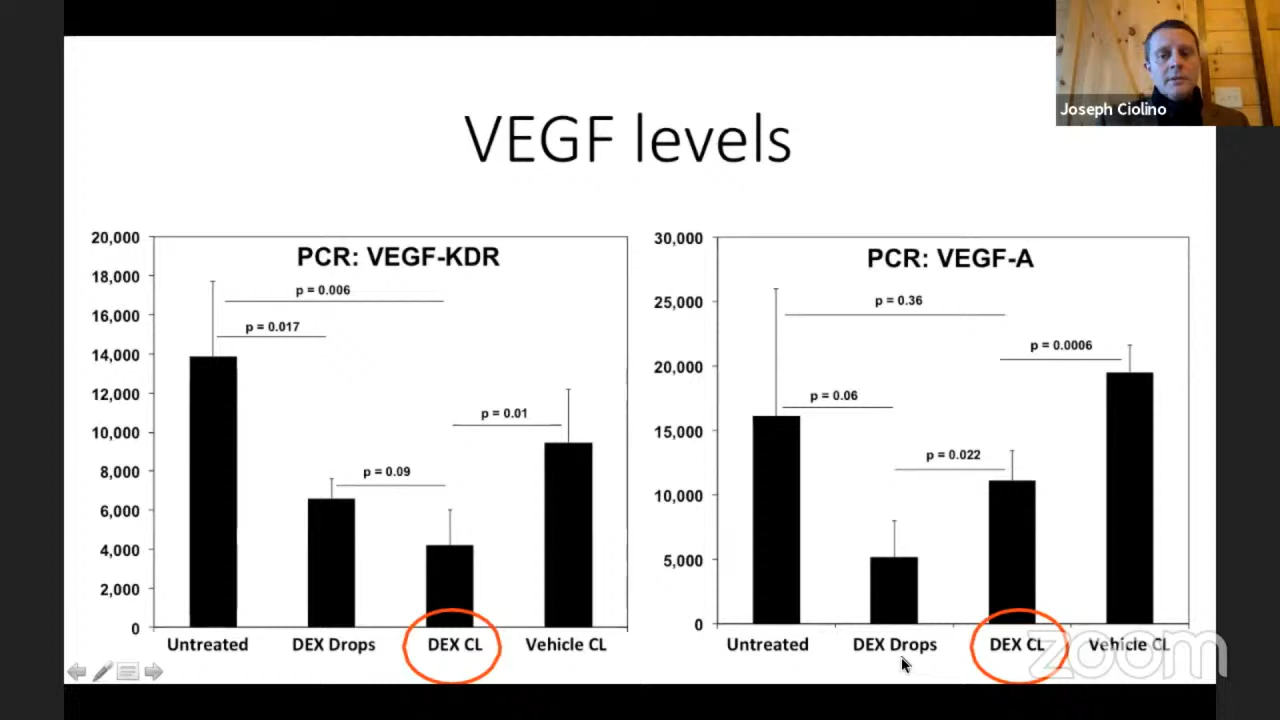 Joseph Ciolino
VEGF levels
PCR: VEGF-KDR
20,000
18,000
16,000
14,000
12,000
10,000
8,000
6,000
4,000
2,000
0
p = 0.006
p = 0.017
p = 0.01
p = 0.09
Untreated DEX Drops DEX CL Vehicle CL
PCR: VEGF-A
30,000
25,000
20,000
15,000
10,000
5,000
0
p = 0.36
p = 0.0006
p = 0.06
p = 0.022
Untreated DEX Drops DEX CL Vehicle CL
zoom